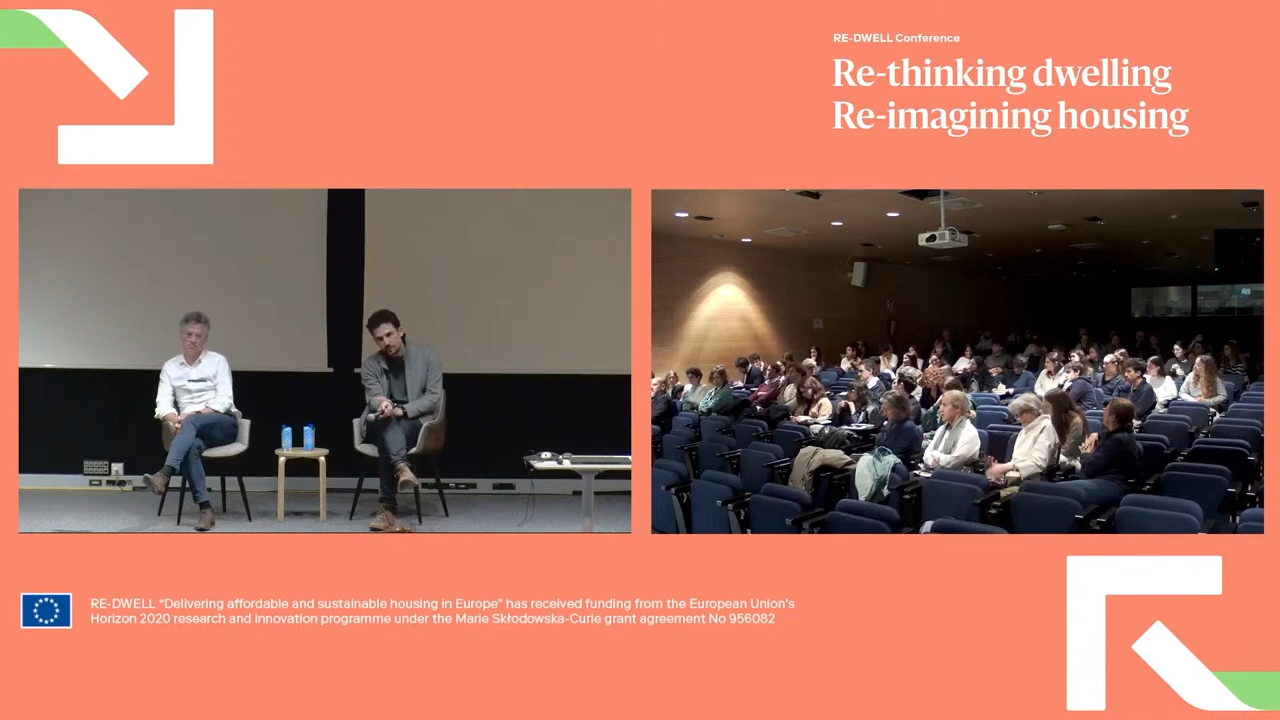 RE-DWELL Conference
Re-thinking dwelling
Re-imagining housing
RE-DWELL “Delivering affordable and sustainable housing in Europe” has received funding from the European Union’s
Horizon 2020 research and innovation programme under the Marie Skłodowska-Curie grant agreement No 956082